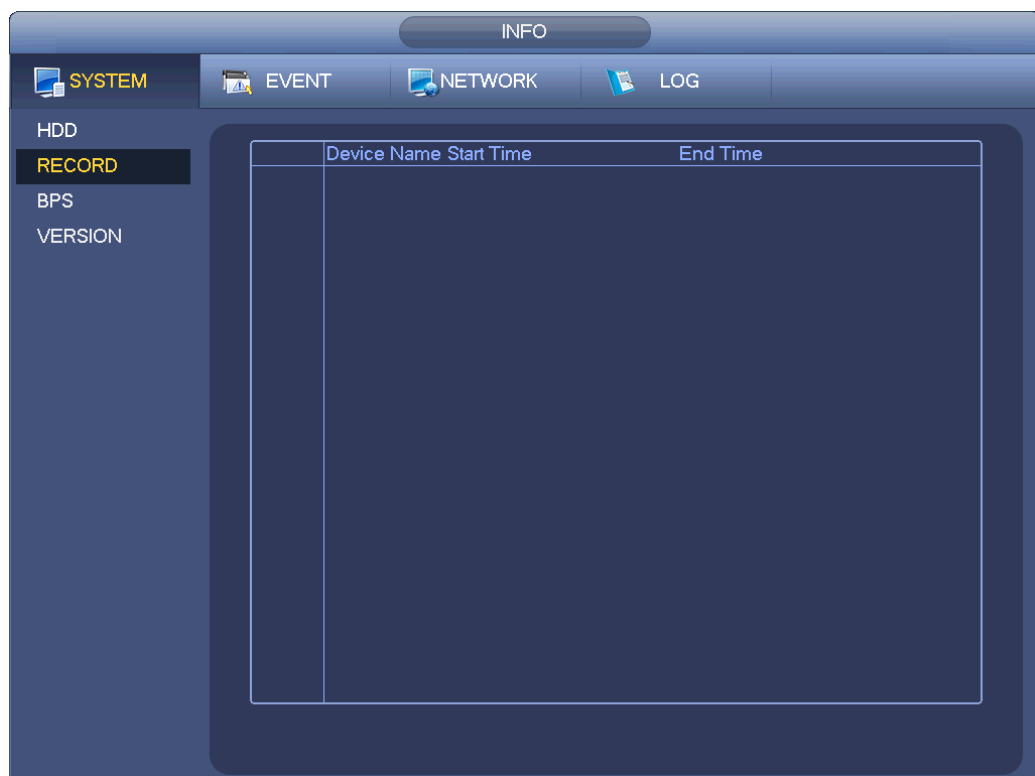 INFO
SYSTEM EVENT NETWORK LOG
HDD
RECORD
BPS
VERSION
Device Name Start Time End Time